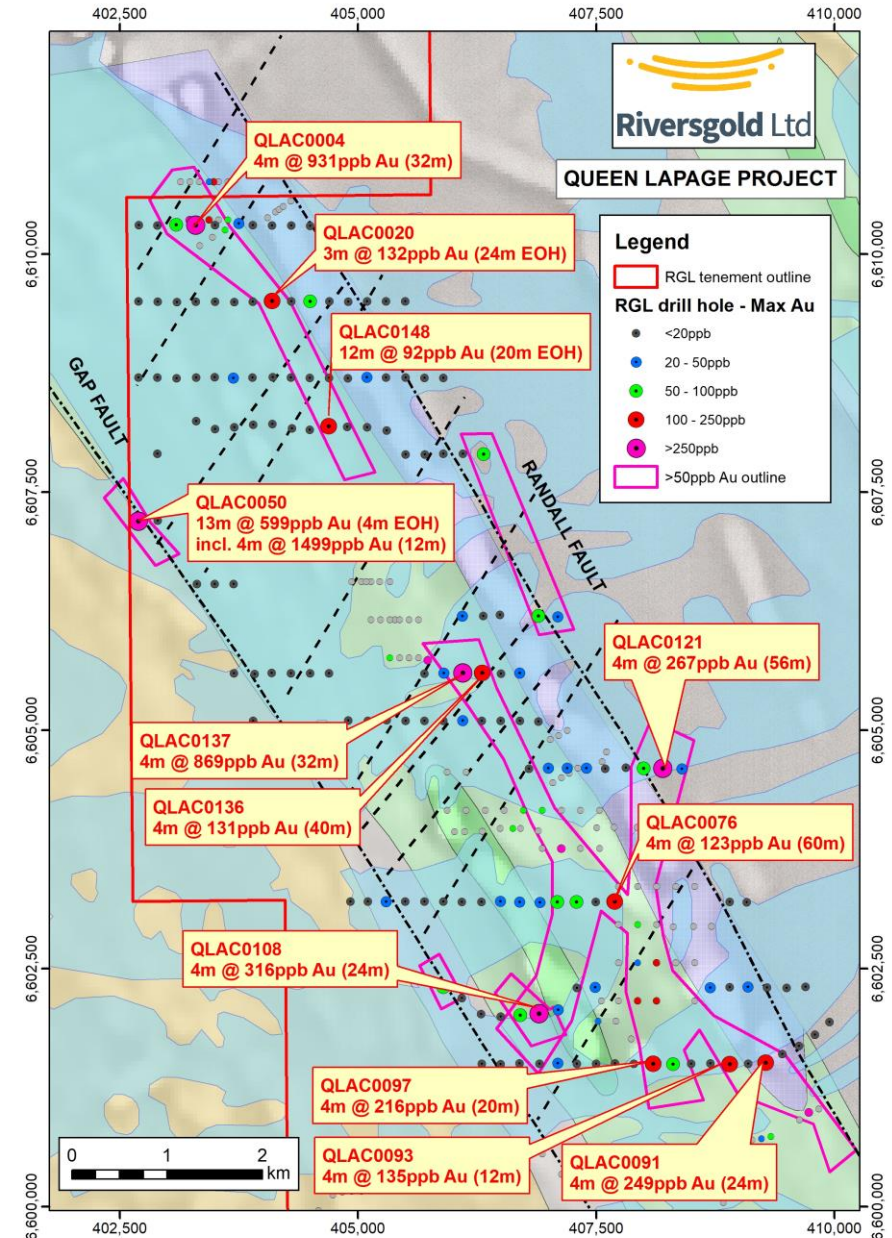 402,500
405,000
407,500
410,000
Riversgold Ltd
QUEEN LAPAGE PROJECT
Legend
RGL tenement outline
RGL drill hole - Max Au
<20ppb
20 - 50ppb
50 - 100ppb
100 - 250ppb
>250ppb
>50ppb Au outline
QLAC0004
4m @ 931ppb Au (32m)
QLAC0020
3m @ 132ppb Au (24m EOH)
QLAC0148
12m @ 92ppb Au (20m EOH)
GAP FAULT
RANDALL FAULT
QLAC0050
13m @ 599ppb Au (4m EOH)
incl. 4m @ 1499ppb Au (12m)
QLAC0121
4m @ 267ppb Au (56m)
QLAC0137
4m @ 869ppb Au (32m)
QLAC0136
4m @ 131ppb Au (40m)
QLAC0076
4m @ 123ppb Au (60m)
QLAC0108
4m @ 316ppb Au (24m)
QLAC0097
4m @ 216ppb Au (20m)
QLAC0093
4m @ 135ppb Au (12m)
QLAC0091
4m @ 249ppb Au (24m)
0 1 2
km
6,610,000
6,607,500
6,605,000
6,602,500
6,600,000
6,610,000
6,607,500
6,605,000
6,602,500
6,600,000
402,500
405,000
407,500
410,000